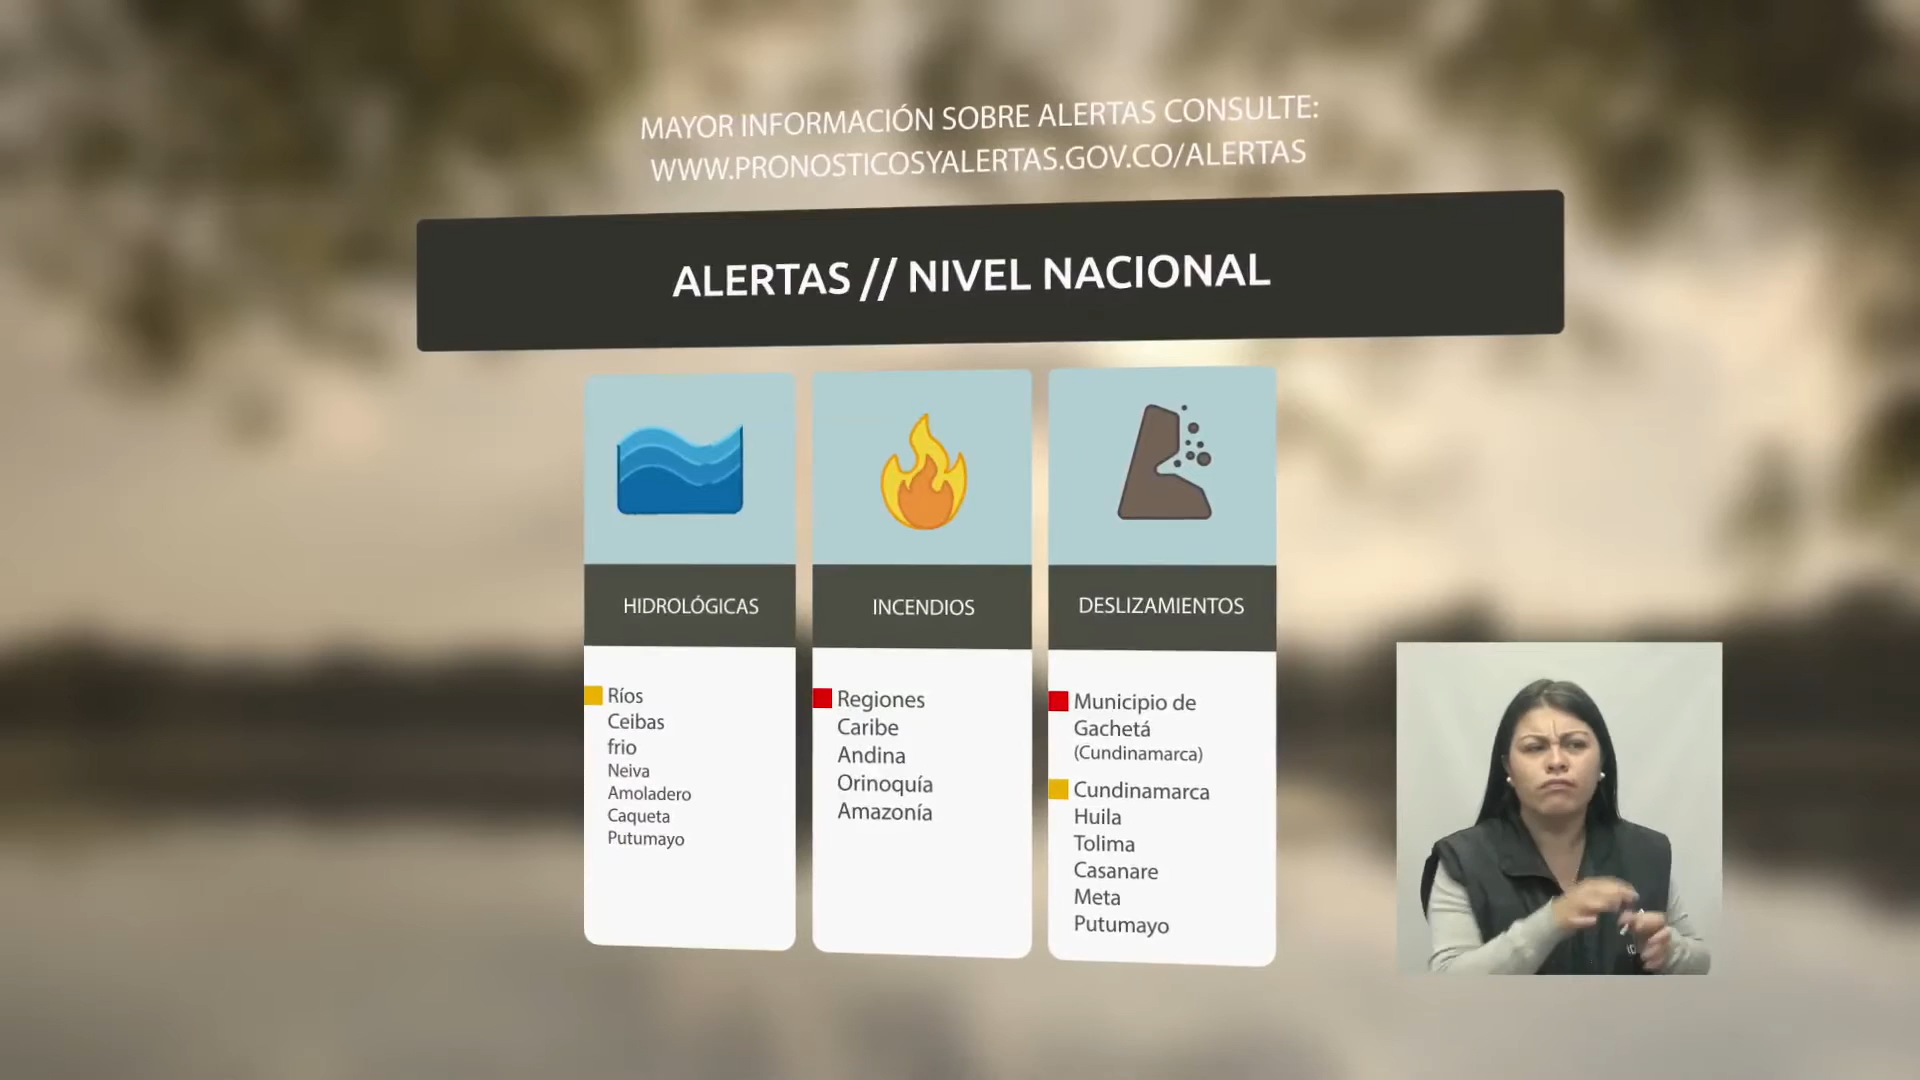 MAYOR INFORMACIÓN SOBRE ALERTAS CONSULTE:
WWW.PRONOSTICOSYALERTAS.GOV.CO/ALERTAS
ALERTAS // NIVEL NACIONAL
HIDROLÓGICAS
Ríos
Ceibas
frio
Neiva
Amoladero
Caqueta
Putumayo
INCENDIOS
Regiones
Caribe
Andina
Orinoquía
Amazonía
DESLIZAMIENTOS
Municipio de
Gachetá
(Cundinamarca)
Cundinamarca
Huila
Tolima
Casanare
Meta
Putumayo